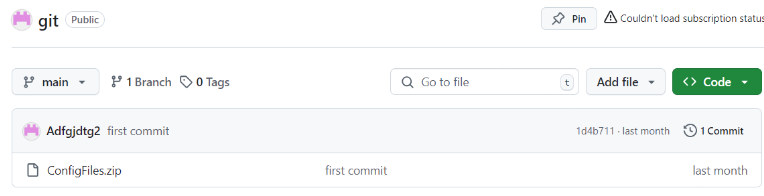 git Public Pin Couldn't load subscription status
main 1 Branch 0 Tags Go to file t Add file Code
Adfgjdtg2 first commit 1d4b711 · last month 1 Commit
ConfigFiles.zip first commit last month